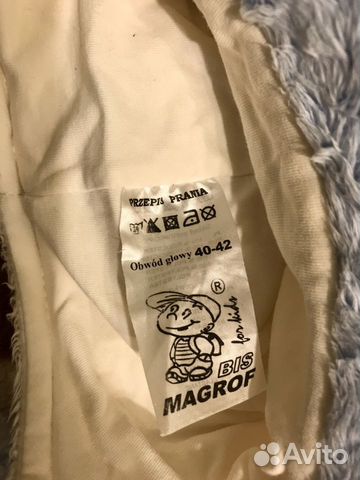 PRZEPIS PRANIA
Obwód głowy 40-42
®
for kids
BIS
MAGROF
Avito